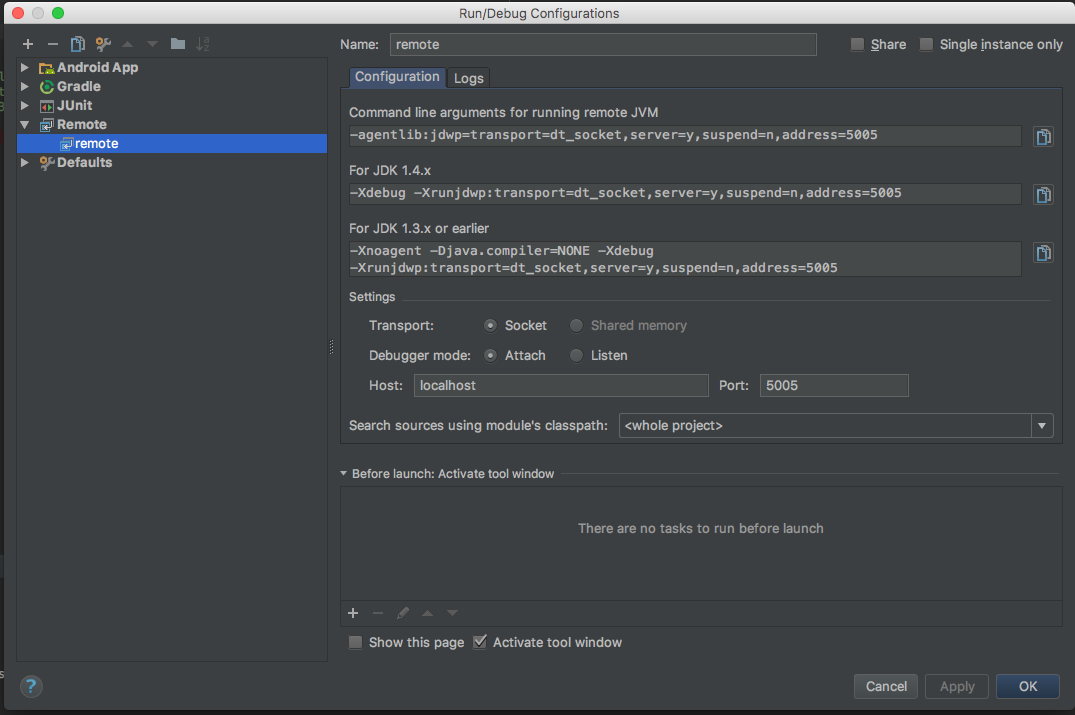 Run/Debug Configurations
Name: remote Share Single instance only
Android App
Gradle
JUnit
Remote
remote
Defaults
Configuration Logs
Command line arguments for running remote JVM
-agentlib:jdwp=transport=dt_socket,server=y,suspend=n,address=5005
For JDK 1.4.x
-Xdebug -Xrunjdwp:transport=dt_socket,server=y,suspend=n,address=5005
For JDK 1.3.x or earlier
-Xnoagent -Djava.compiler=NONE -Xdebug
-Xrunjdwp:transport=dt_socket,server=y,suspend=n,address=5005
Settings
Transport: Socket Shared memory
Debugger mode: Attach Listen
Host: localhost Port: 5005
Search sources using module's classpath: <whole project>
Before launch: Activate tool window
There are no tasks to run before launch
Show this page Activate tool window
? Cancel Apply OK